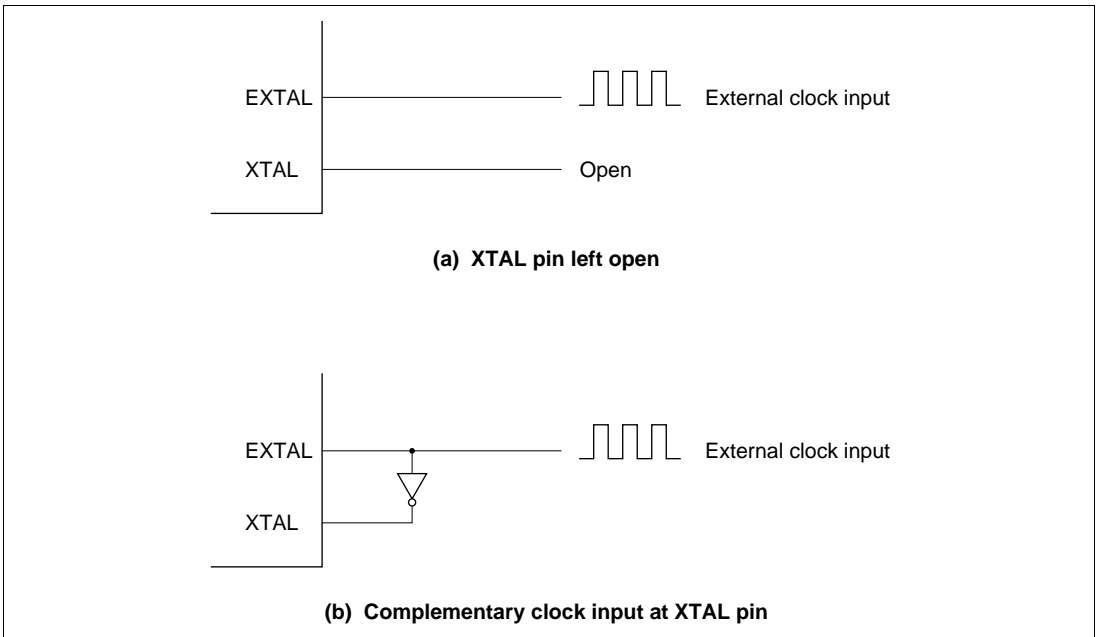 EXTAL
External clock input
XTAL
Open
(a) XTAL pin left open
EXTAL
External clock input
XTAL
(b) Complementary clock input at XTAL pin